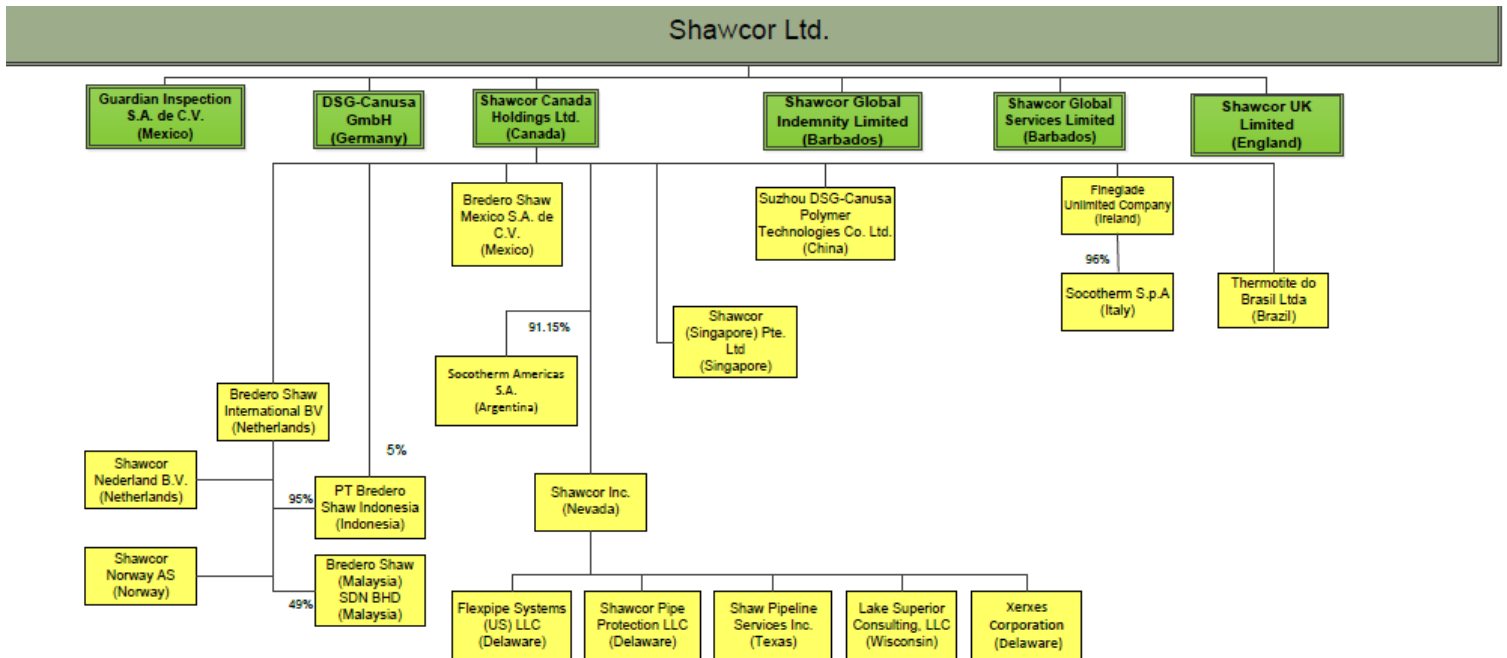 Shawcor Ltd.
Guardian Inspection
S.A. de C.V.
(Mexico)
DSG-Canusa
GmbH
(Germany)
Shawcor Canada
Holdings Ltd.
(Canada)
Shawcor Global
Indemnity Limited
(Barbados)
Shawcor Global
Services Limited
(Barbados)
Shawcor UK
Limited
(England)
Bredero Shaw
Mexico S.A. de
C.V.
(Mexico)
Suzhou DSG-Canusa
Polymer
Technologies Co. Ltd.
(China)
Fineglade
Unlimited Company
(Ireland)
96%
Socotherm S.p.A
(Italy)
Thermotite do
Brasil Ltda
(Brazil)
Shawcor
(Singapore) Pte.
Ltd
(Singapore)
91.15%
Socotherm Americas
S.A.
(Argentina)
Bredero Shaw
International BV
(Netherlands)
5%
Shawcor
Nederland B.V.
(Netherlands)
95%
PT Bredero
Shaw Indonesia
(Indonesia)
Shawcor Inc.
(Nevada)
Shawcor
Norway AS
(Norway)
49%
Bredero Shaw
(Malaysia)
SDN BHD
(Malaysia)
Flexpipe Systems
(US) LLC
(Delaware)
Shawcor Pipe
Protection LLC
(Delaware)
Shaw Pipeline
Services Inc.
(Texas)
Lake Superior
Consulting, LLC
(Wisconsin)
Xerxes
Corporation
(Delaware)